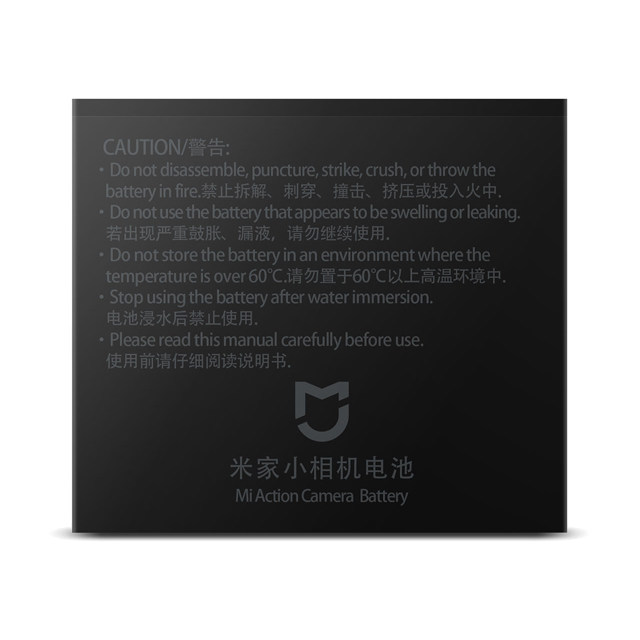 CAUTION/警告:
• Do not disassemble, puncture, strike, crush, or throw the
battery in fire.禁止拆解、刺穿、撞击、挤压或投入火中.
• Do not use the battery that appears to be swelling or leaking.
若出现严重鼓胀、漏液，请勿继续使用.
• Do not store the battery in an environment where the
temperature is over 60℃.请勿置于60℃以上高温环境中.
• Stop using the battery after water immersion.
电池浸水后禁止使用.
• Please read this manual carefully before use.
使用前请仔细阅读说明书.
米家小相机电池
Mi Action Camera Battery